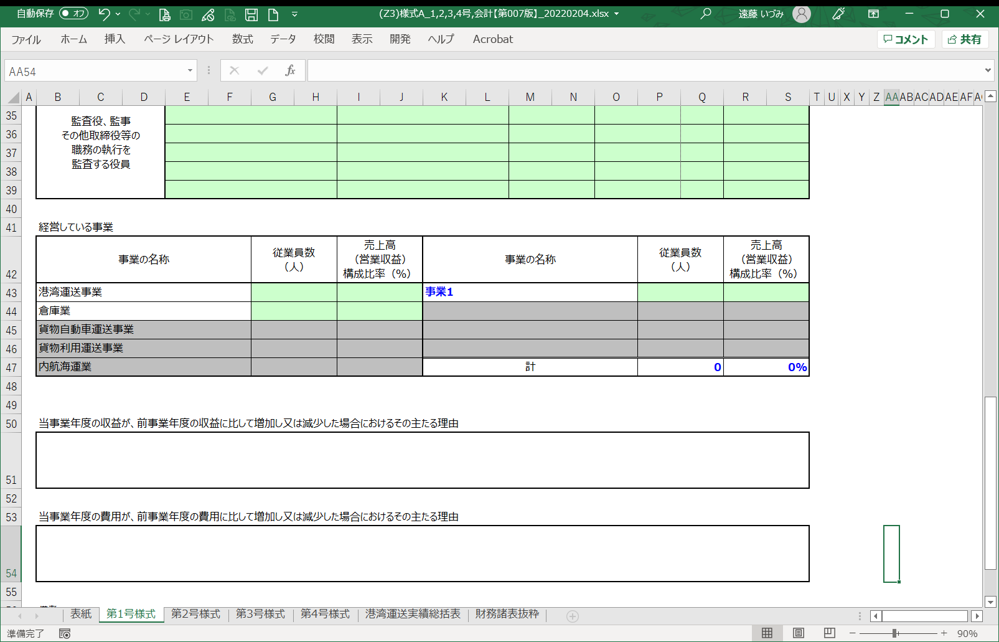 自動保存 オフ (Z3)様式A_1,2,3,4号,会計【第007版】_20220204.xlsx 遠藤 いづみ
ファイル ホーム 挿入 ページ レイアウト 数式 データ 校閲 表示 開発 ヘルプ Acrobat コメント 共有
AA54 fx
A B C D E F G H I J K L M N O P Q R S T U X Y Z AA AB AC AD AE AF
35
36
37
38
39
監査役、監事
その他取締役等の
職務の執行を
監査する役員
40
41 経営している事業
42 事業の名称 従業員数（人） 売上高（営業収益）構成比率（%） 事業の名称 従業員数（人） 売上高（営業収益）構成比率（%）
43 港湾運送事業 事業1
44 倉庫業
45 貨物自動車運送事業
46 貨物利用運送事業
47 内航海運業 計 0 0%
48
49
50 当事業年度の収益が、前事業年度の収益に比して増加し又は減少した場合におけるその主たる理由
51
52
53 当事業年度の費用が、前事業年度の費用に比して増加し又は減少した場合におけるその主たる理由
54
55
表紙 第1号様式 第2号様式 第3号様式 第4号様式 港湾運送実績総括表 財務諸表抜粋
準備完了 90%